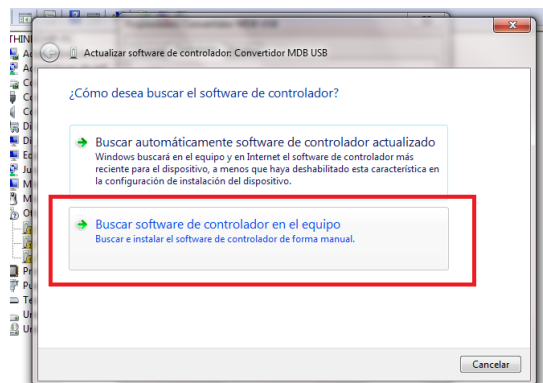 Actualizar software de controlador: Convertidor MDB USB
¿Cómo desea buscar el software de controlador?
Buscar automáticamente software de controlador actualizado
Windows buscará en el equipo y en Internet el software de controlador más
reciente para el dispositivo, a menos que haya deshabilitado esta característica en
la configuración de instalación del dispositivo.
Buscar software de controlador en el equipo
Buscar e instalar el software de controlador de forma manual.
Cancelar